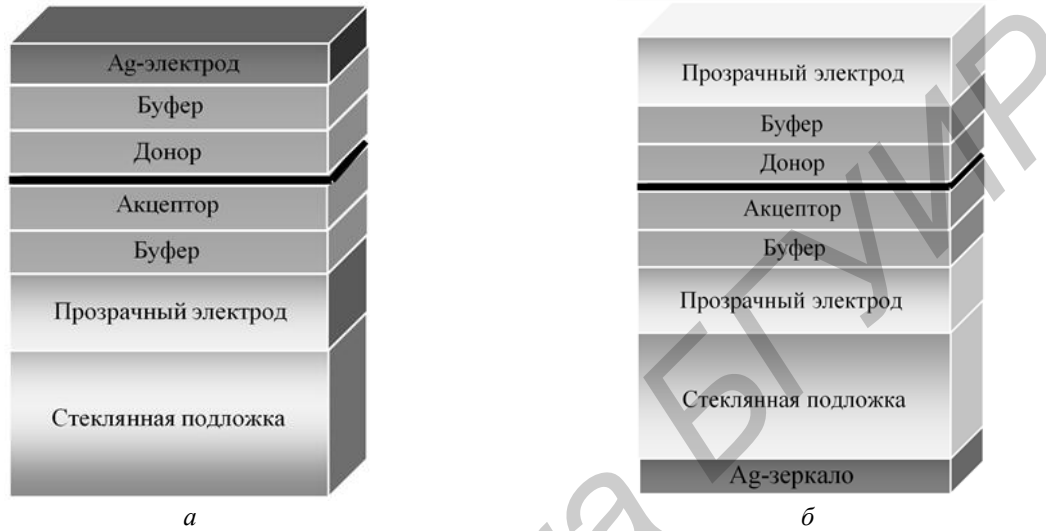 Ag-электрод
Буфер
Донор
Акцептор
Буфер
Прозрачный электрод
Стеклянная подложка
а
Прозрачный электрод
Буфер
Донор
Акцептор
Буфер
Прозрачный электрод
Стеклянная подложка
Ag-зеркало
б
БГУИР